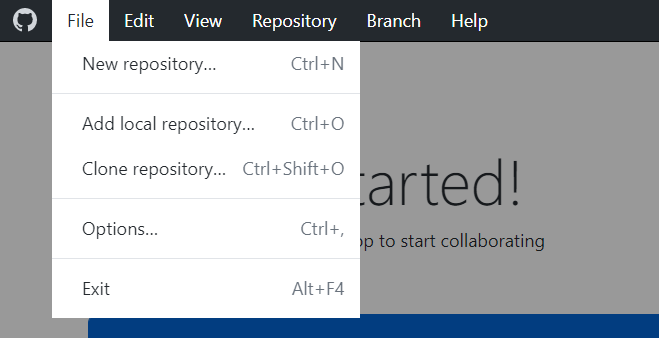 File Edit View Repository Branch Help
New repository... Ctrl+N
Add local repository... Ctrl+O
Clone repository... Ctrl+Shift+O
tarted!
Options... Ctrl+,
to start collaborating
Exit Alt+F4